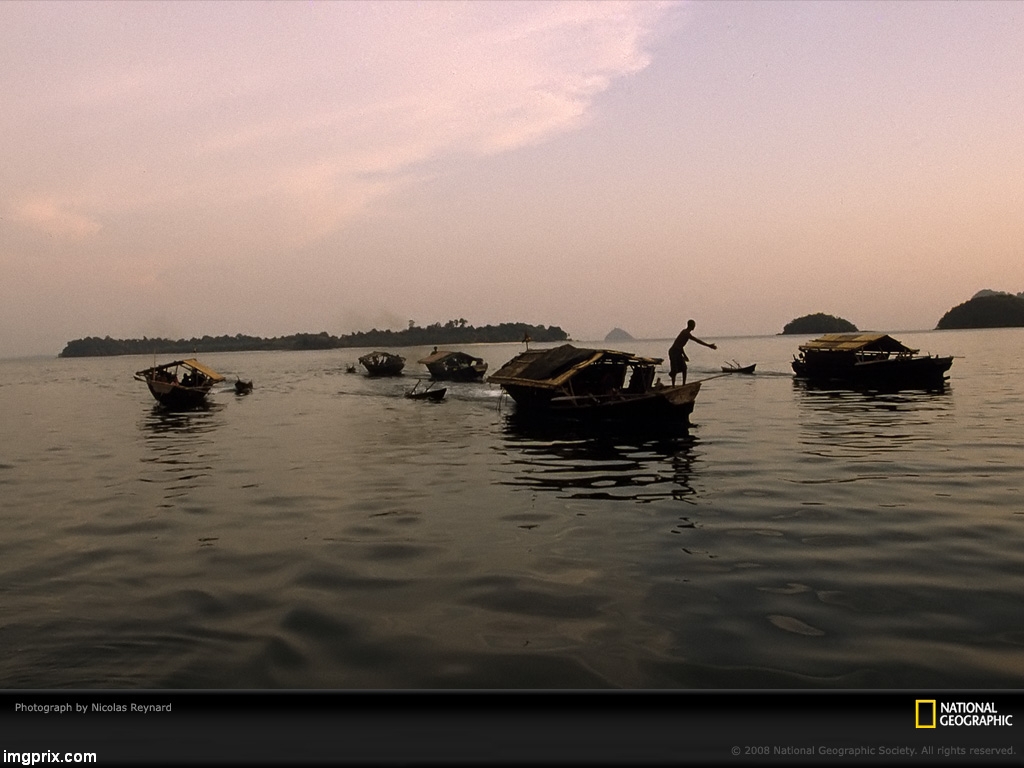 Photograph by Nicolas Reynard
NATIONAL
GEOGRAPHIC
© 2008 National Geographic Society. All rights reserved.
imgprix.com